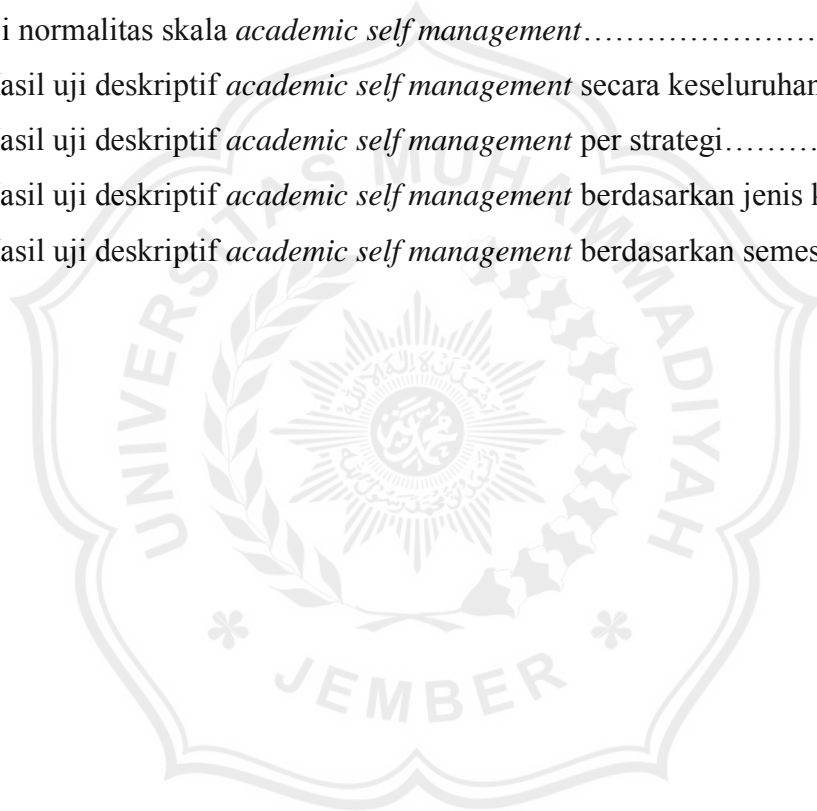 i normalitas skala academic self management……………………
asil uji deskriptif academic self management secara keseluruhan
asil uji deskriptif academic self management per strategi………
asil uji deskriptif academic self management berdasarkan jenis k
asil uji deskriptif academic self management berdasarkan semes
UNIVERSITAS MUHAMMADIYAH
JEMBER